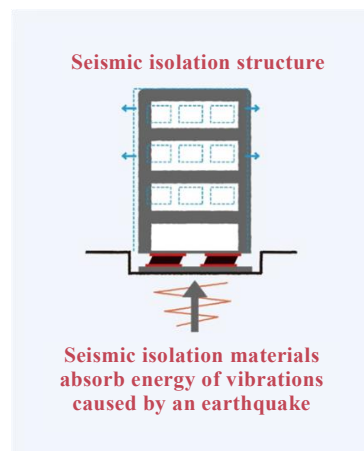 Seismic isolation structure
Seismic isolation materials
absorb energy of vibrations
caused by an earthquake